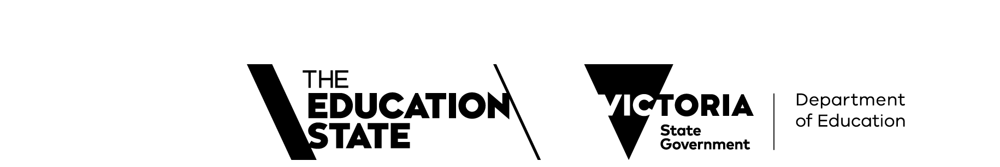 THE
EDUCATION
STATE
VICTORIA
State
Government
Department
of Education